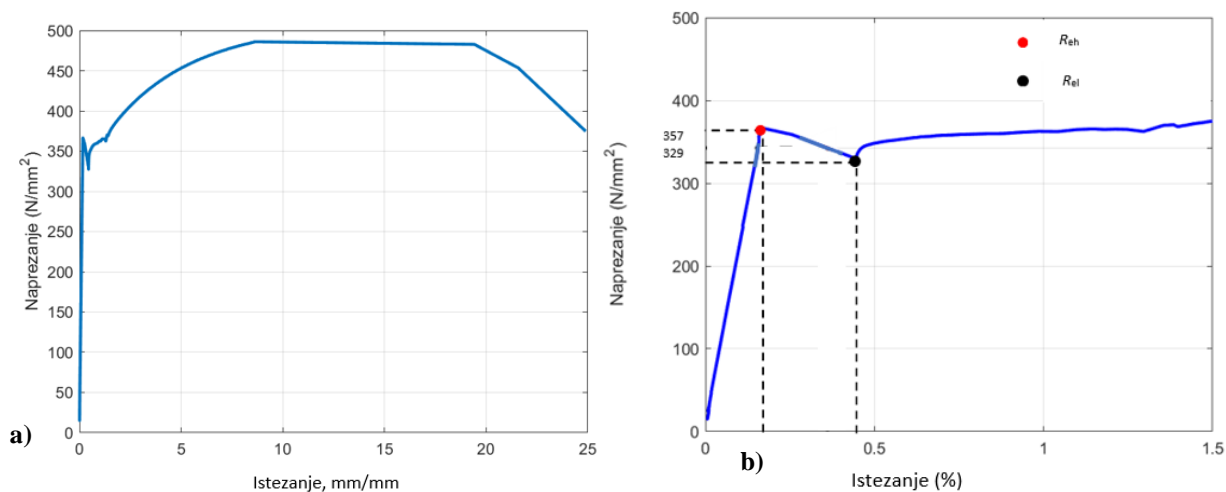 500
450
400
350
300
250
200
150
100
50
0
Naprezanje (N/mm²)
0 5 10 15 20 25
Istezanje, mm/mm
a)
500
400
357
329
300
200
100
0
Naprezanje (N/mm²)
Reh
Rel
0 0.5 1 1.5
Istezanje (%)
b)